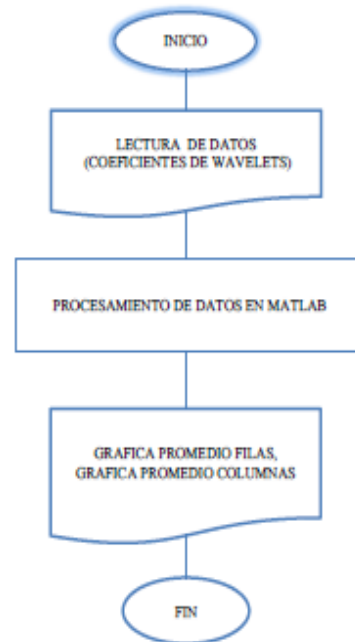 INICIO
LECTURA DE DATOS
(COEFICIENTES DE WAVELETS)
PROCESAMIENTO DE DATOS EN MATLAB
GRAFICA PROMEDIO FILAS,
GRAFICA PROMEDIO COLUMNAS
FIN